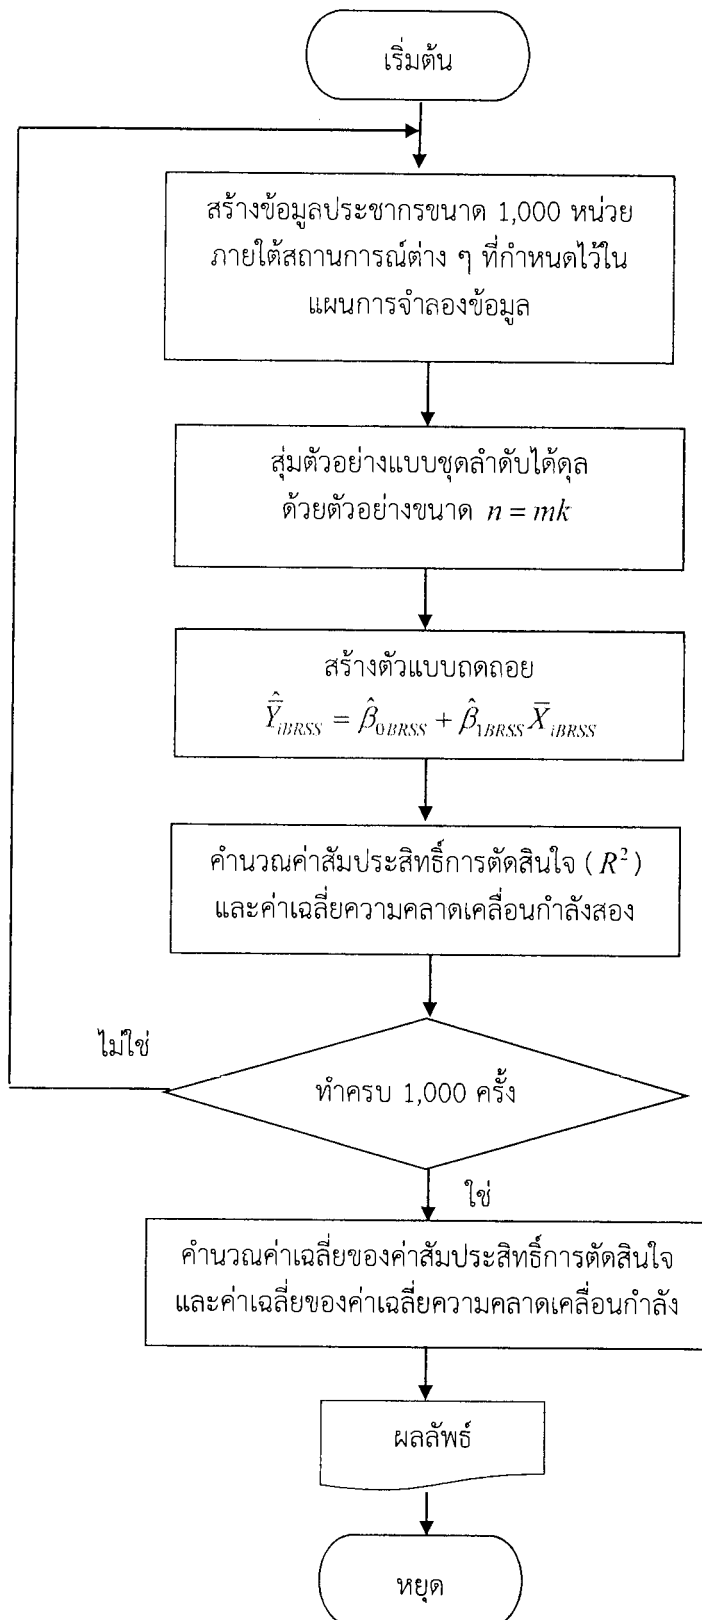 เริ่มต้น
สร้างข้อมูลประชากรขนาด 1,000 หน่วย
ภายใต้สถานการณ์ต่าง ๆ ที่กำหนดไว้ใน
แผนการจำลองข้อมูล
สุ่มตัวอย่างแบบชุดลำดับได้ดุล
ด้วยตัวอย่างขนาด n = mk
สร้างตัวแบบถดถอย
$\hat{\bar{Y}}_{iBRSS} = \hat{\beta}_{0BRSS} + \hat{\beta}_{1BRSS} \bar{X}_{iBRSS}$
คำนวณค่าสัมประสิทธิ์การตัดสินใจ ( R² )
และค่าเฉลี่ยความคลาดเคลื่อนกำลังสอง
ไม่ใช่
ทำครบ 1,000 ครั้ง
ใช่
คำนวณค่าเฉลี่ยของค่าสัมประสิทธิ์การตัดสินใจ
และค่าเฉลี่ยของค่าเฉลี่ยความคลาดเคลื่อนกำลัง
ผลลัพธ์
หยุด